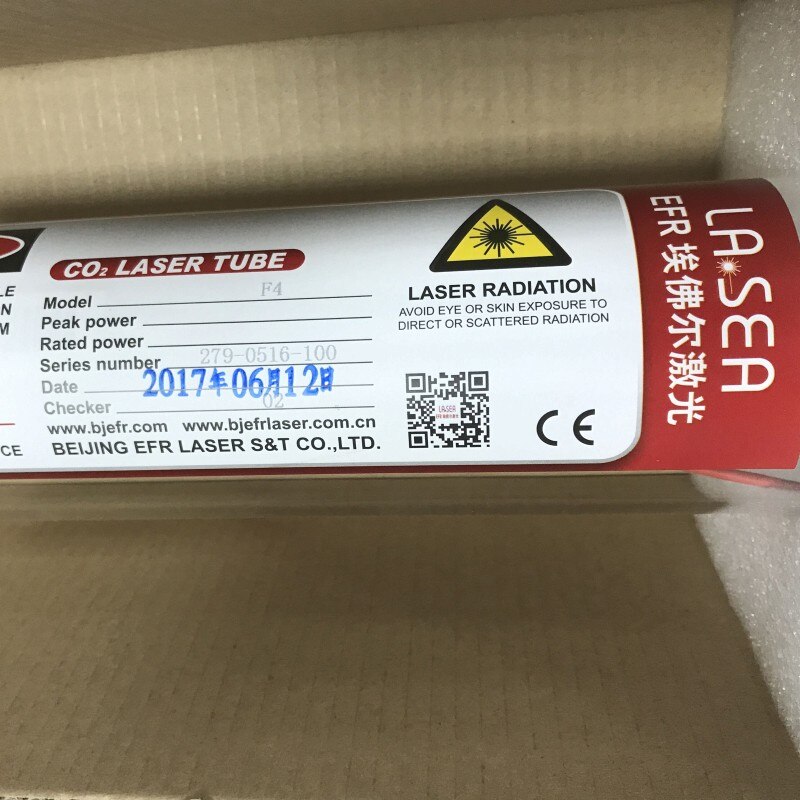 LE
N
M
CE
CO₂ LASER TUBE
Model F4
Peak power
Rated power
Series number 279-0516-100
Date 2017年06月12日
Checker 02
www.bjefr.com www.bjefrlaser.com.cn
BEIJING EFR LASER S&T CO.,LTD.
LASER RADIATION
AVOID EYE OR SKIN EXPOSURE TO
DIRECT OR SCATTERED RADIATION
LASEA
CE
EFR 埃佛尔激光
LASEA